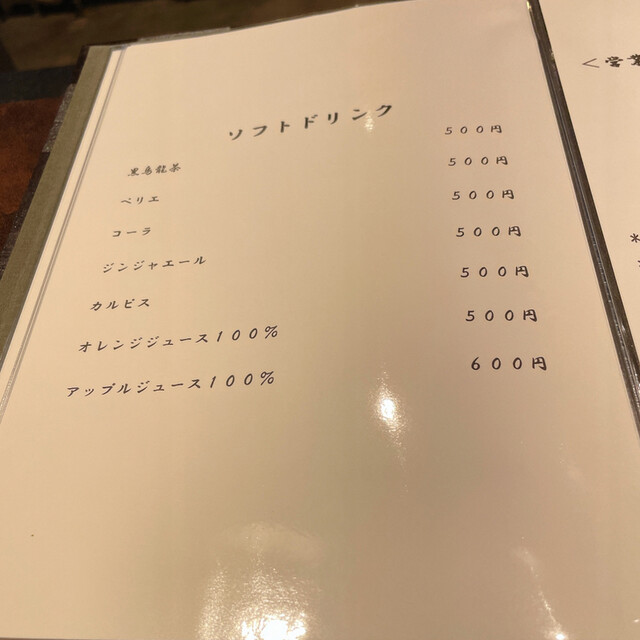 ソフトドリンク
黒烏龍茶 500円
ペリエ 500円
コーラ 500円
ジンジャエール 500円
カルピス 500円
オレンジジュース100% 500円
アップルジュース100% 600円
<営業
*